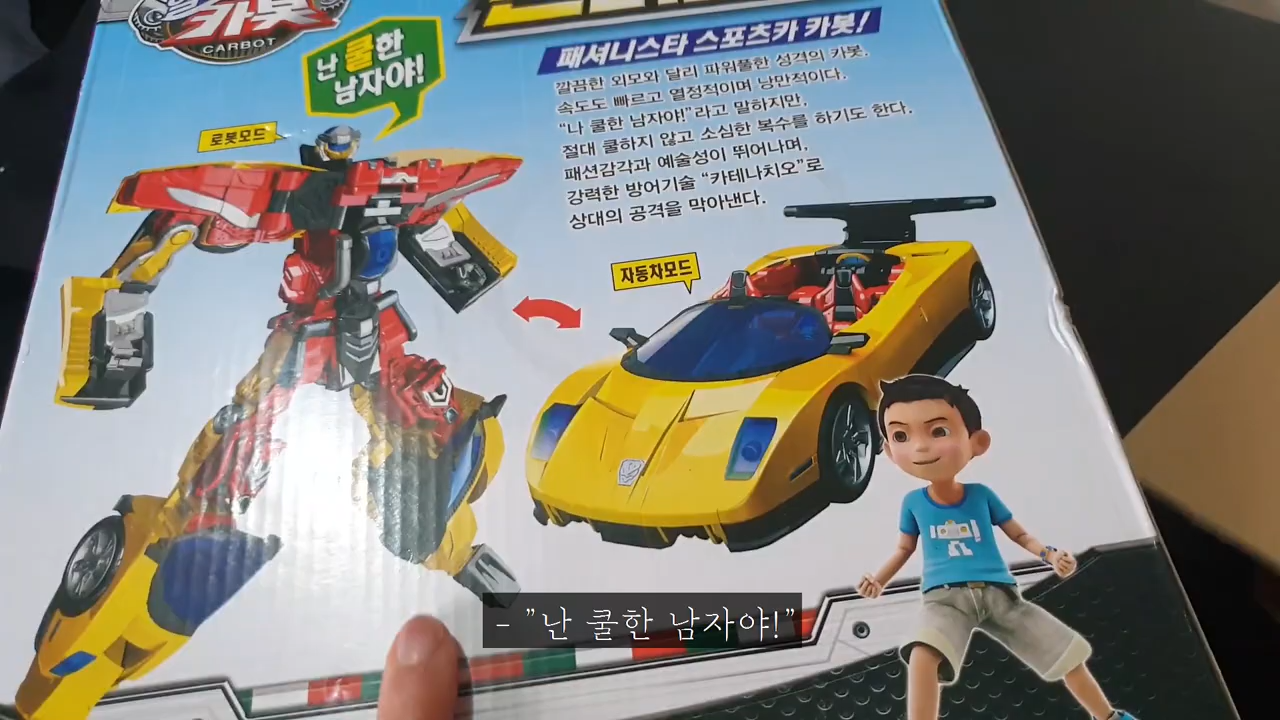 카봇
CARBOT
난 쿨한
남자야!
로봇모드
패셔니스타 스포츠카 카봇!
깔끔한 외모와 달리 파워풀한 성격의 카봇.
속도도 빠르고 열정적이며 낭만적이다.
“나 쿨한 남자야!”라고 말하지만,
절대 쿨하지 않고 소심한 복수를 하기도 한다.
패션감각과 예술성이 뛰어나며,
강력한 방어기술 “카테나치오”로
상대의 공격을 막아낸다.
자동차모드
- "난 쿨한 남자야!"